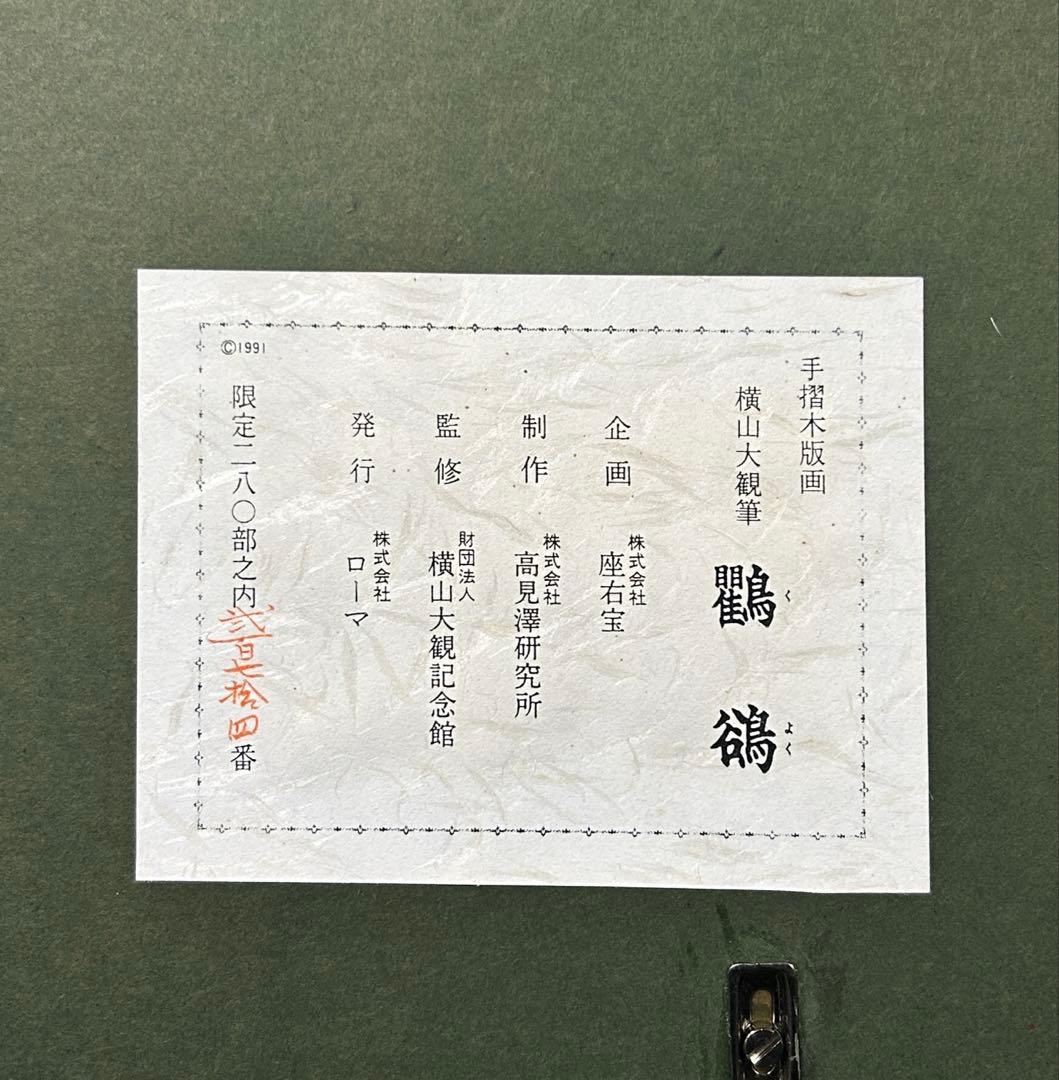 手摺木版画
横山大観筆 鸜鵒
く よく
企画 株式会社 座右宝
制作 株式会社 高見澤研究所
監修 財団法人 横山大観記念館
発行 株式会社 ローマ
限定二八〇部之内弐百七拾四番
©1991